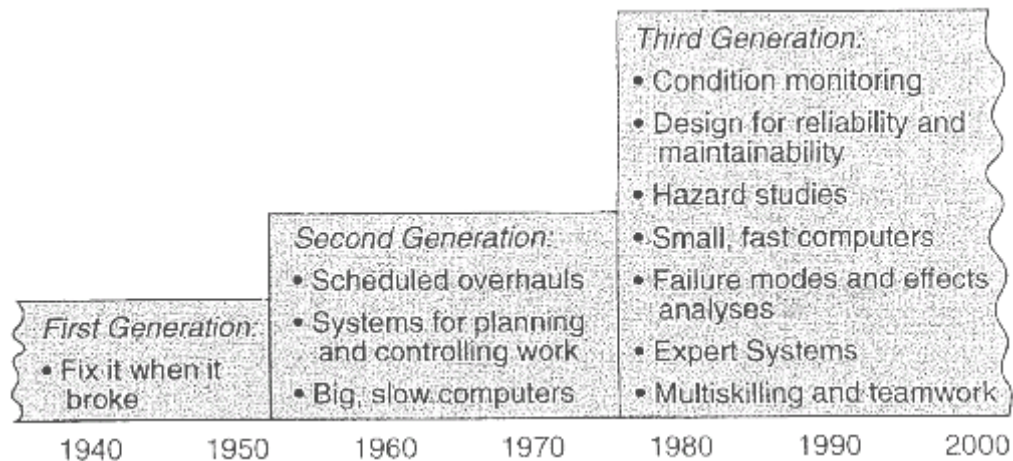 First Generation:
• Fix it when it
broke
Second Generation:
• Scheduled overhauls
• Systems for planning
and controlling work
• Big, slow computers
Third Generation:
• Condition monitoring
• Design for reliability and
maintainability
• Hazard studies
• Small, fast computers
• Failure modes and effects
analyses
• Expert Systems
• Multiskilling and teamwork
1940 1950 1960 1970 1980 1990 2000